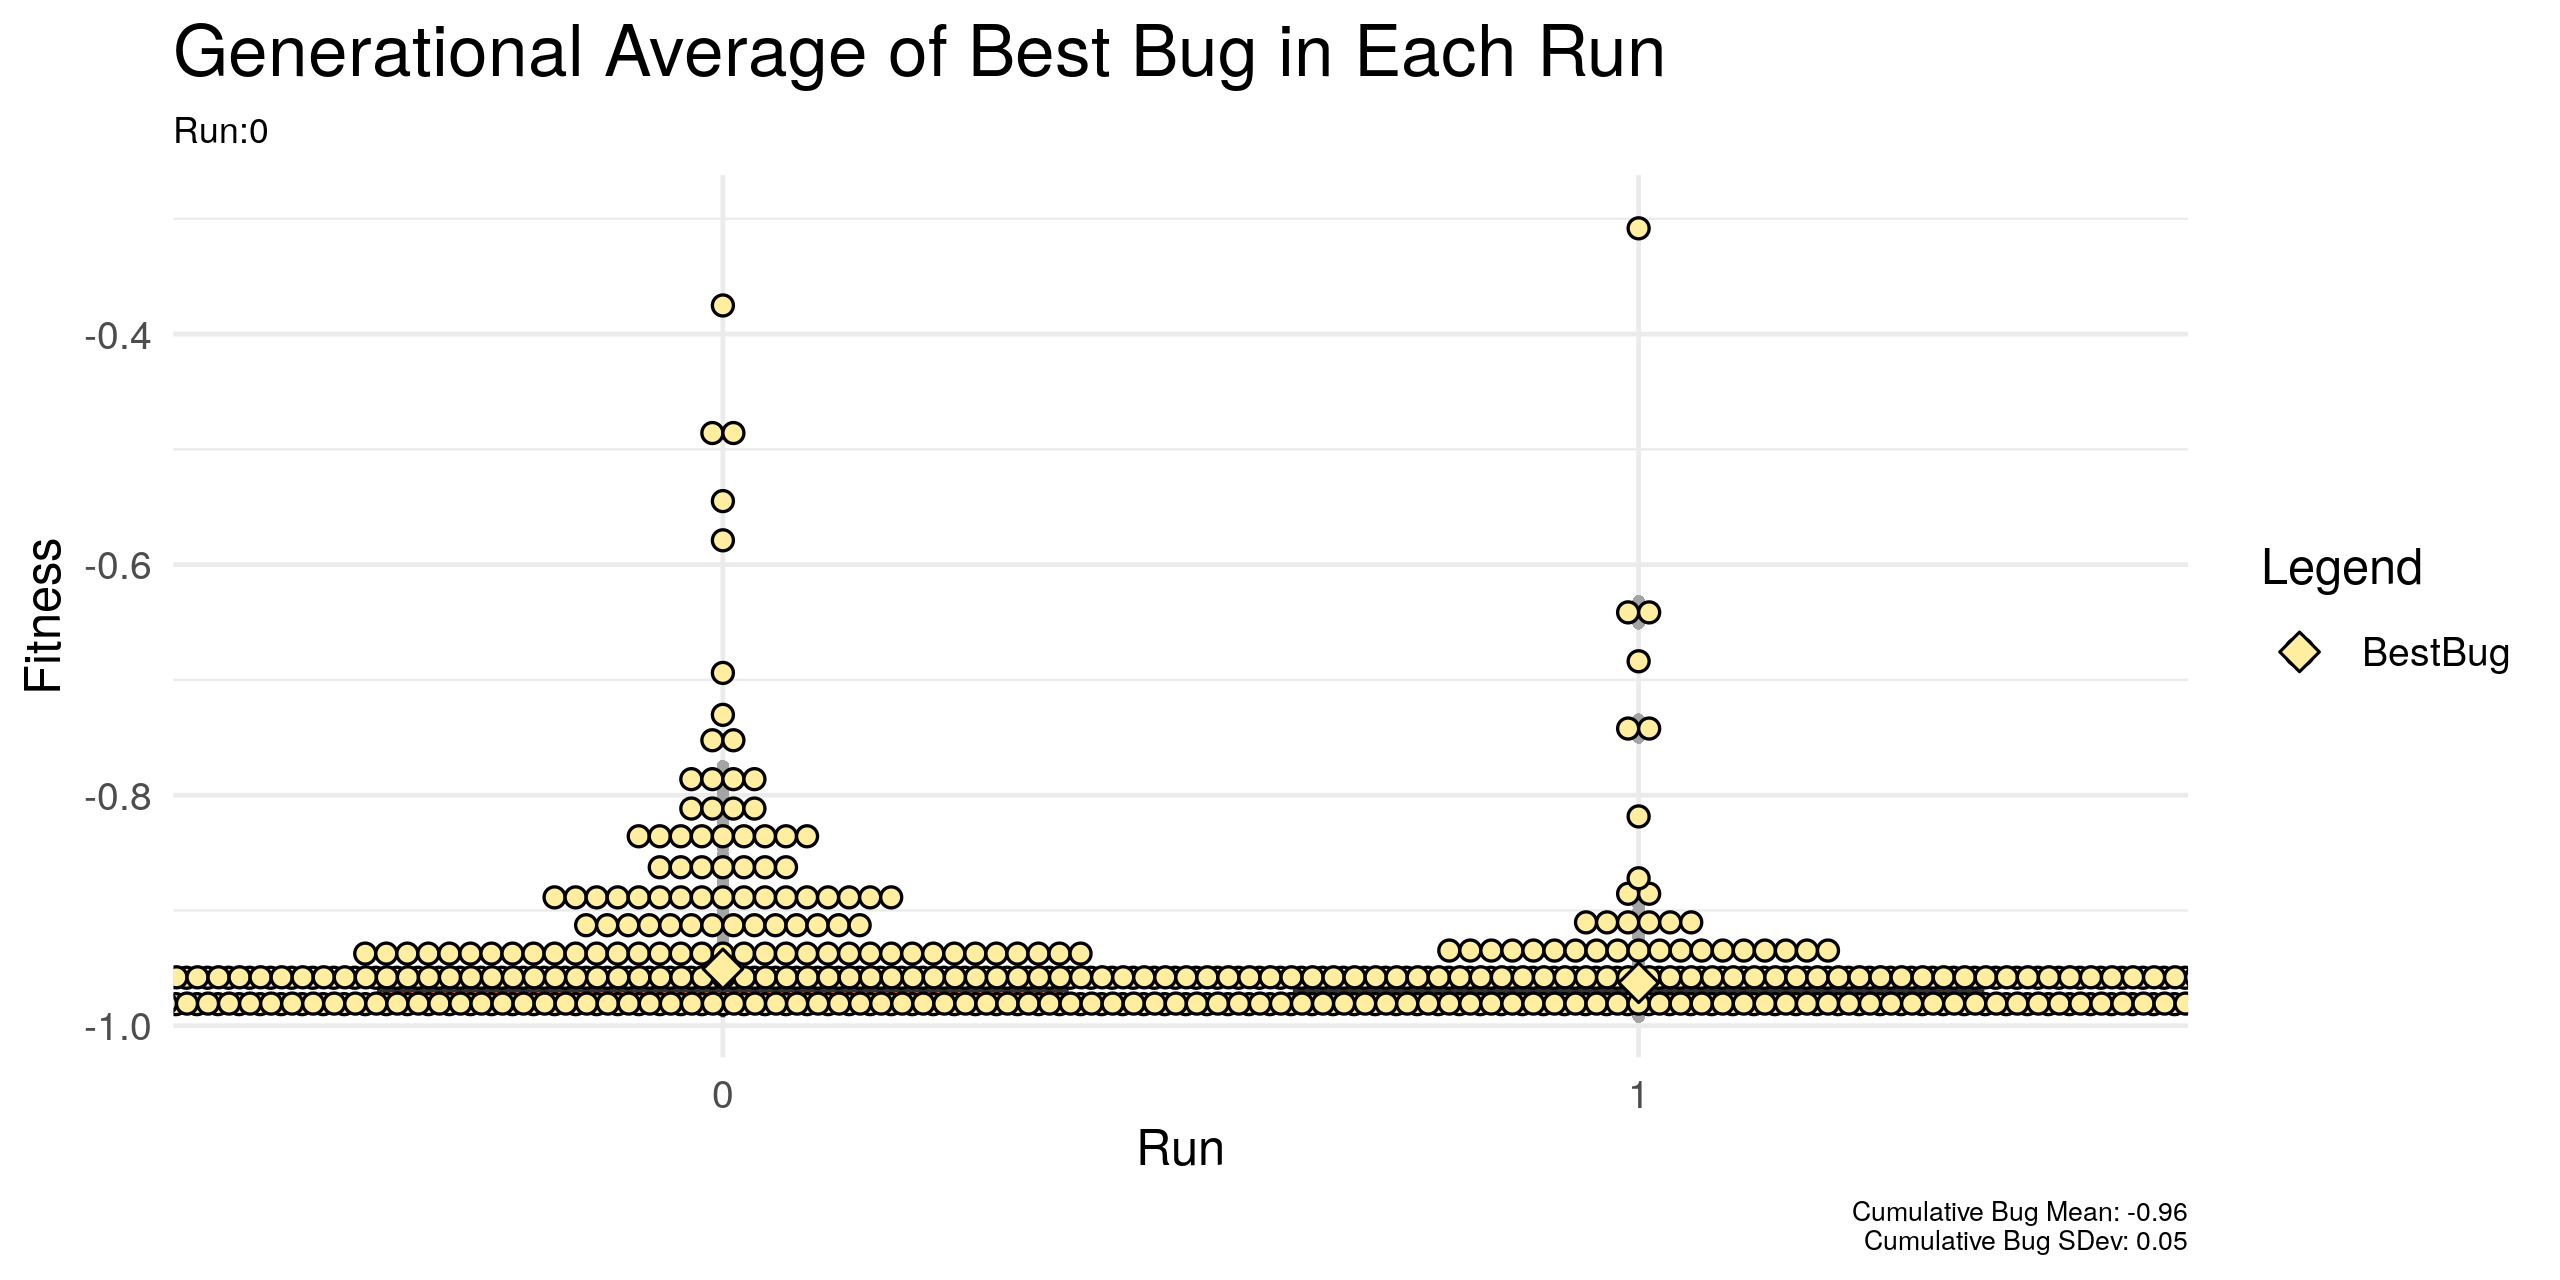 Generational Average of Best Bug in Each Run
Run:0
Fitness
-0.4
-0.6
-0.8
-1.0
0
1
Run
Legend
BestBug
Cumulative Bug Mean: -0.96
Cumulative Bug SDev: 0.05